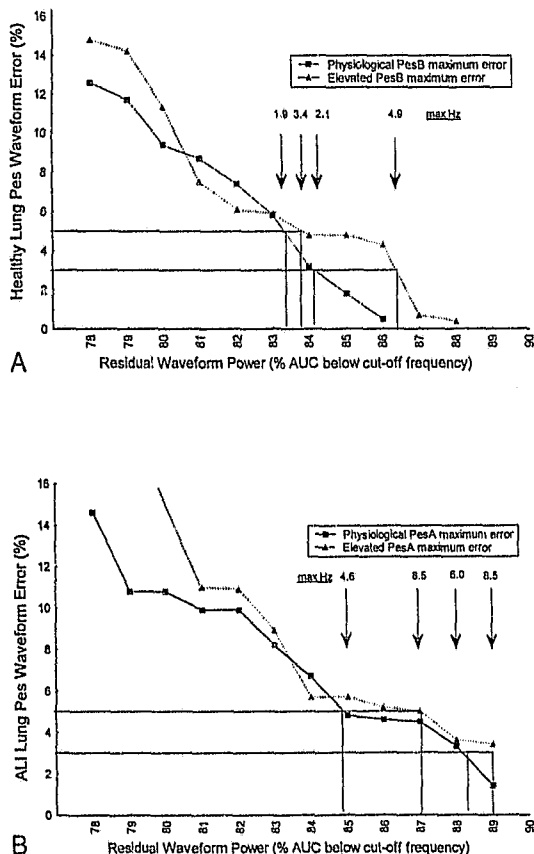 16
14
12
10
8
6
4
2
0
Healthy Lung Pes Waveform Error (%)
Physiological PesB maximum error
Elevated PesB maximum error
1.9 3.4 2.1 4.9 max Hz
78 79 80 81 82 83 84 85 86 87 88 89 90
A
Residual Waveform Power (% AUC below cut-off frequency)
16
14
12
10
8
6
4
2
0
ALI Lung Pes Waveform Error (%)
Physiological PesA maximum error
Elevated PesA maximum error
max Hz 4.6 8.5 6.0 8.5
78 79 80 81 82 83 84 85 86 87 88 89 90
B
Residual Waveform Power (% AUC below cut-off frequency)